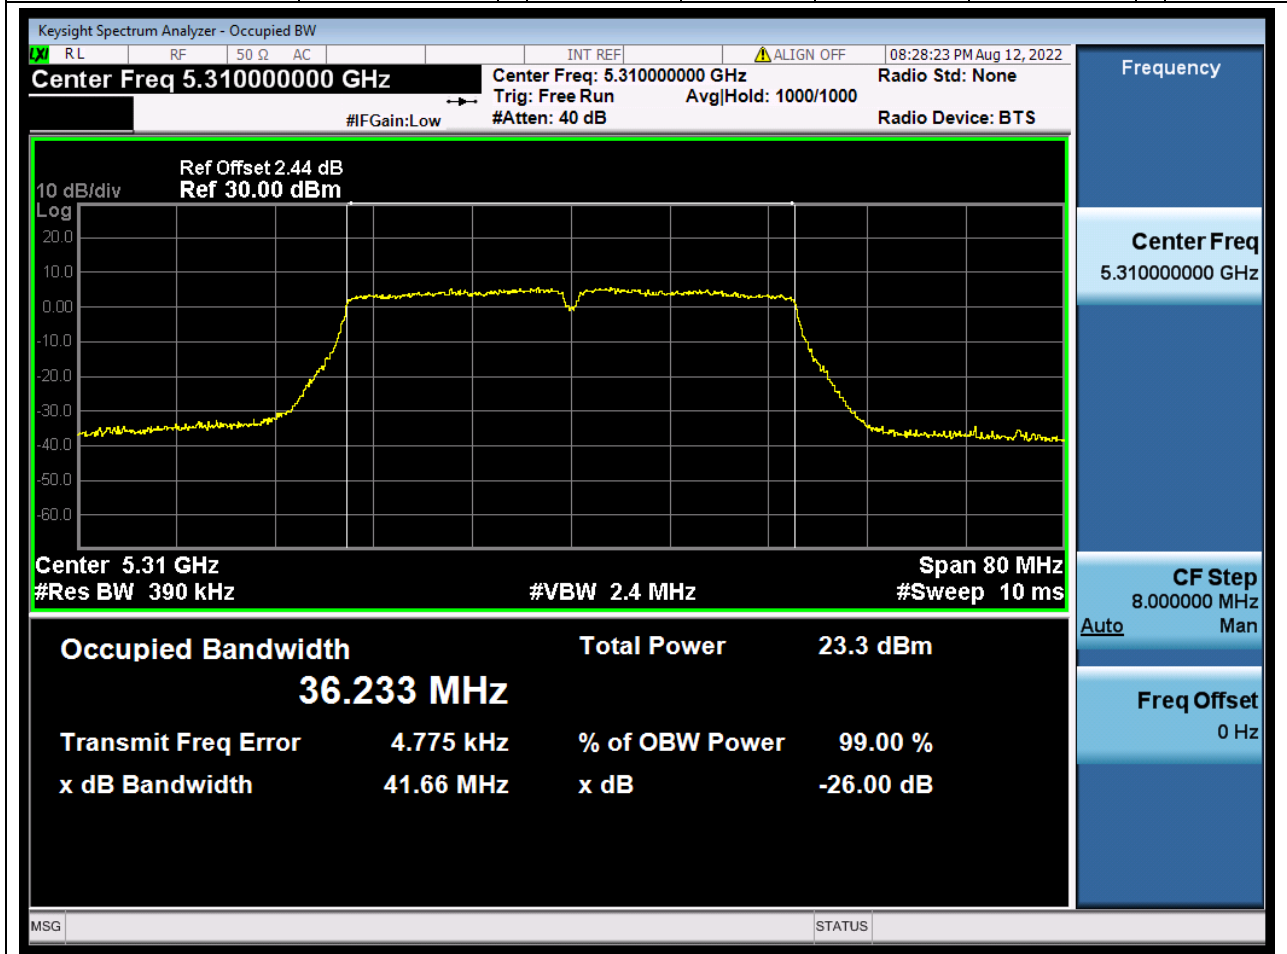 Keysight Spectrum Analyzer - Occupied BW
LXI RL RF 50 Ω AC INT REF ALIGN OFF 08:28:23 PM Aug 12, 2022
Center Freq 5.310000000 GHz Center Freq: 5.310000000 GHz Radio Std: None
Trig: Free Run Avg|Hold: 1000/1000
#IFGain:Low #Atten: 40 dB Radio Device: BTS
Ref Offset 2.44 dB
10 dB/div Ref 30.00 dBm
Log
20.0
10.0
0.00
-10.0
-20.0
-30.0
-40.0
-50.0
-60.0
Center 5.31 GHz Span 80 MHz
#Res BW 390 kHz #VBW 2.4 MHz #Sweep 10 ms
Occupied Bandwidth Total Power 23.3 dBm
36.233 MHz
Transmit Freq Error 4.775 kHz % of OBW Power 99.00 %
x dB Bandwidth 41.66 MHz x dB -26.00 dB
MSG STATUS
Frequency
Center Freq
5.310000000 GHz
CF Step
8.000000 MHz
Auto Man
Freq Offset
0 Hz